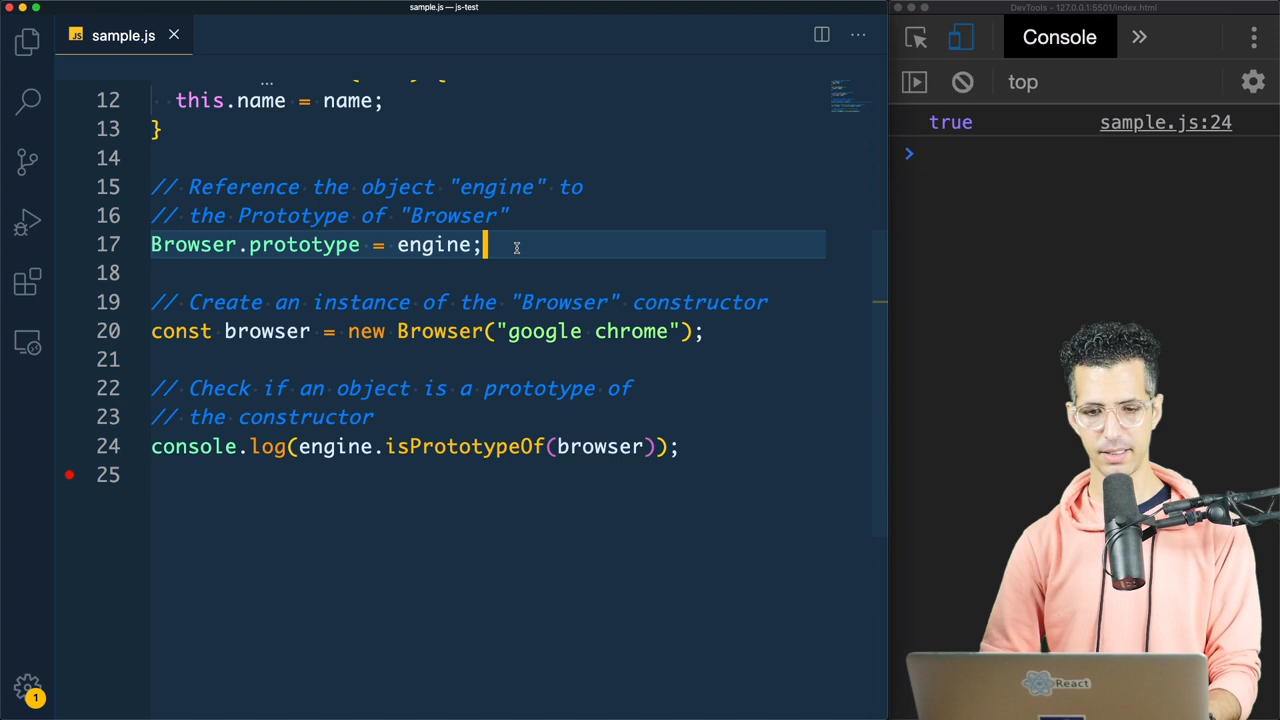 sample.js — js-test
JS sample.js
12 this.name = name;
13 }
14
15 // Reference the object "engine" to
16 // the Prototype of "Browser"
17 Browser.prototype = engine;
18
19 // Create an instance of the "Browser" constructor
20 const browser = new Browser("google chrome");
21
22 // Check if an object is a prototype of
23 // the constructor
24 console.log(engine.isPrototypeOf(browser));
25
1
DevTools - 127.0.0.1:5501/index.html
Console
top
true sample.js:24
React